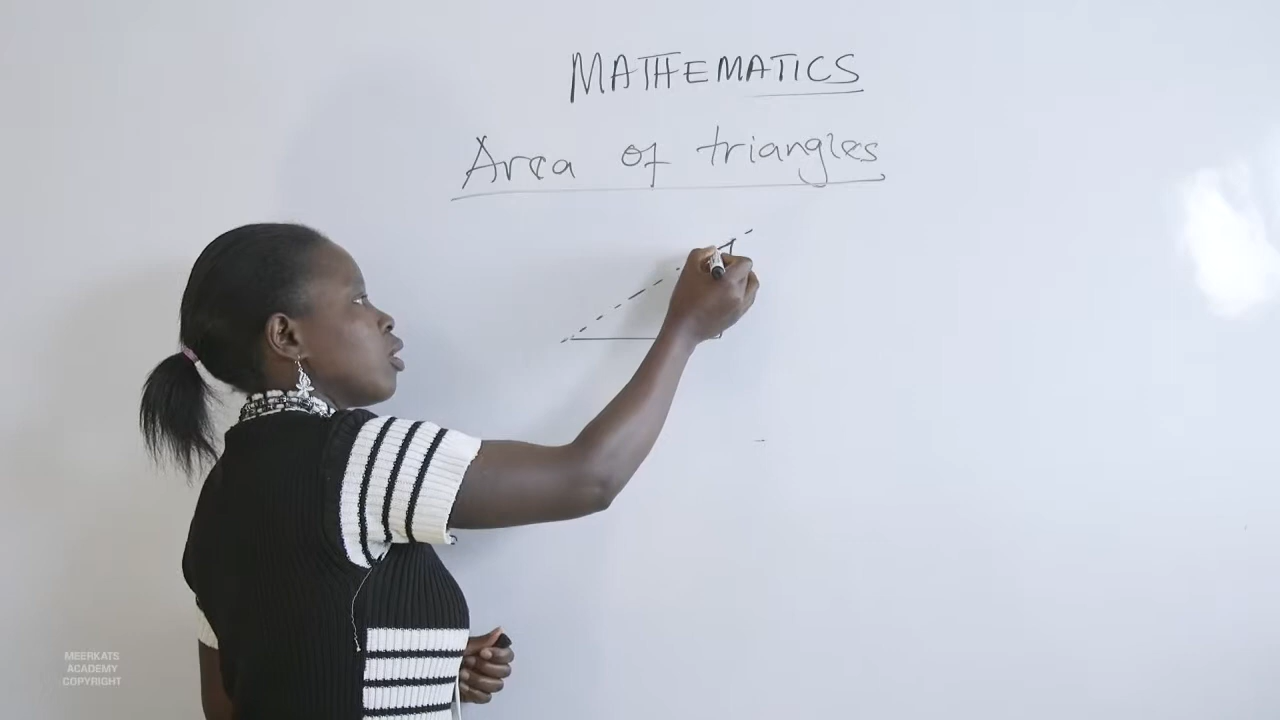 MATHEMATICS
Area of triangles
MEERKATS
ACADEMY
COPYRIGHT